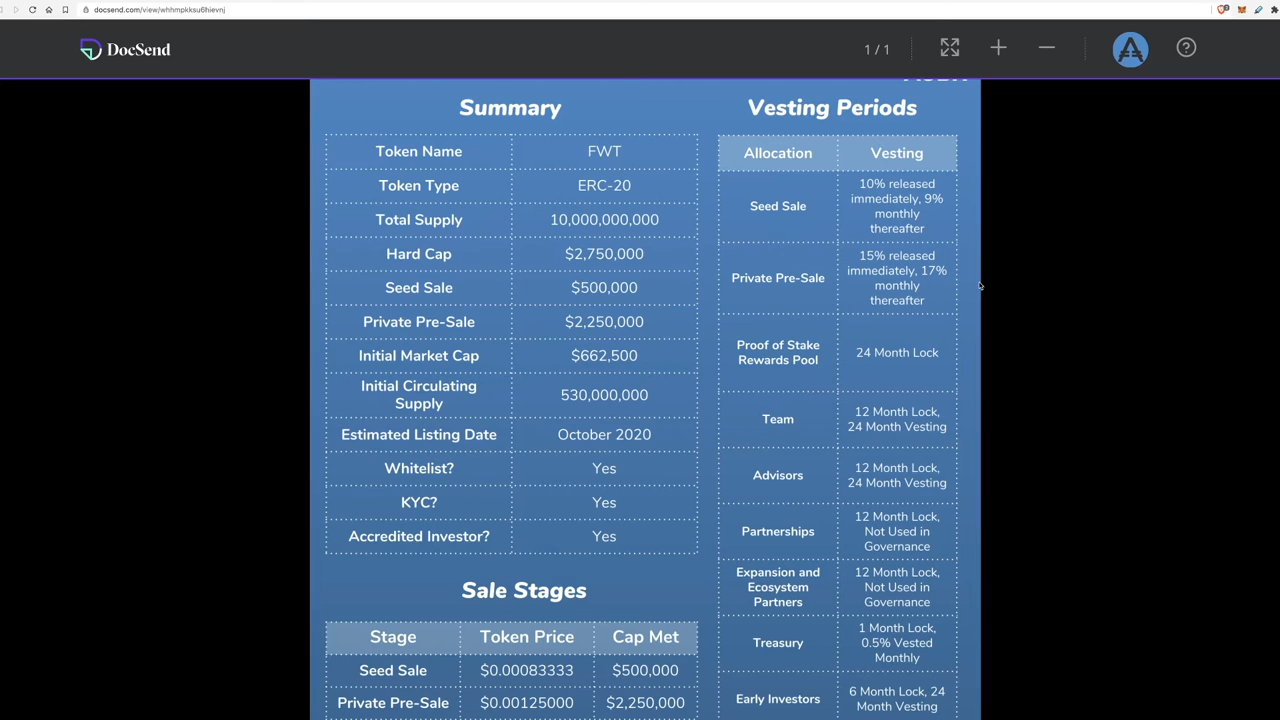 docsend.com/view/whhmpkksu6hievnj
DocSend
1 / 1
Summary
Token Name FWT
Token Type ERC-20
Total Supply 10,000,000,000
Hard Cap $2,750,000
Seed Sale $500,000
Private Pre-Sale $2,250,000
Initial Market Cap $662,500
Initial Circulating
Supply 530,000,000
Estimated Listing Date October 2020
Whitelist? Yes
KYC? Yes
Accredited Investor? Yes
Sale Stages
Stage Token Price Cap Met
Seed Sale $0.00083333 $500,000
Private Pre-Sale $0.00125000 $2,250,000
Vesting Periods
Allocation Vesting
Seed Sale
10% released
immediately, 9%
monthly
thereafter
Private Pre-Sale
15% released
immediately, 17%
monthly
thereafter
Proof of Stake
Rewards Pool
24 Month Lock
Team
12 Month Lock,
24 Month Vesting
Advisors
12 Month Lock,
24 Month Vesting
Partnerships
12 Month Lock,
Not Used in
Governance
Expansion and
Ecosystem
Partners
12 Month Lock,
Not Used in
Governance
Treasury
1 Month Lock,
0.5% Vested
Monthly
Early Investors
6 Month Lock, 24
Month Vesting